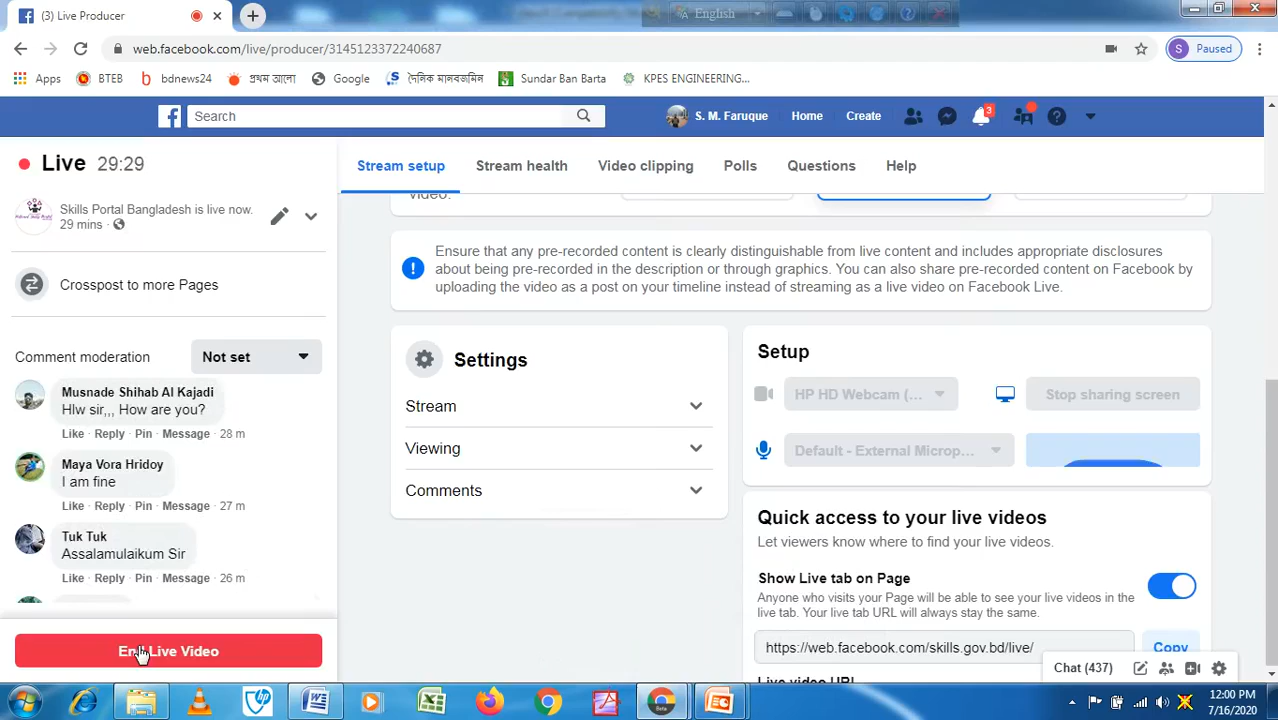 (3) Live Producer
English
web.facebook.com/live/producer/3145123372240687
S
Paused
Apps
BTEB
bdnews24
প্রথম আলো
Google
দৈনিক মানবজমিন
Sundar Ban Barta
KPES ENGINEERING...
Search
S. M. Faruque
Home
Create
3
Live 29:29
Stream setup
Stream health
Video clipping
Polls
Questions
Help
Video:
Skills Portal Bangladesh is live now.
29 mins ·
Crosspost to more Pages
Ensure that any pre-recorded content is clearly distinguishable from live content and includes appropriate disclosures
about being pre-recorded in the description or through graphics. You can also share pre-recorded content on Facebook by
uploading the video as a post on your timeline instead of streaming as a live video on Facebook Live.
Comment moderation
Not set
Musnade Shihab Al Kajadi
Hlw sir,,, How are you?
Like · Reply · Pin · Message · 28 m
Maya Vora Hridoy
I am fine
Like · Reply · Pin · Message · 27 m
Tuk Tuk
Assalamulaikum Sir
Like · Reply · Pin · Message · 26 m
End Live Video
Settings
Stream
Viewing
Comments
Setup
HP HD Webcam (...
Stop sharing screen
Default - External Microp...
Quick access to your live videos
Let viewers know where to find your live videos.
Show Live tab on Page
Anyone who visits your Page will be able to see your live videos in the
live tab. Your live tab URL will always stay the same.
https://web.facebook.com/skills.gov.bd/live/
Copy
Live video URL
Chat (437)
12:00 PM
7/16/2020